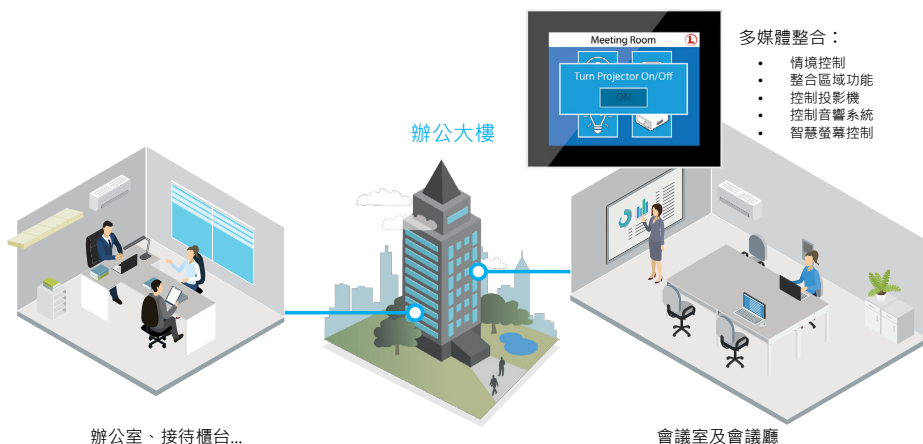 Meeting Room
Turn Projector On/Off
ON
多媒體整合：
• 情境控制
• 整合區域功能
• 控制投影機
• 控制音響系統
• 智慧螢幕控制
辦公大樓
辦公室、接待櫃台...
會議室及會議廳